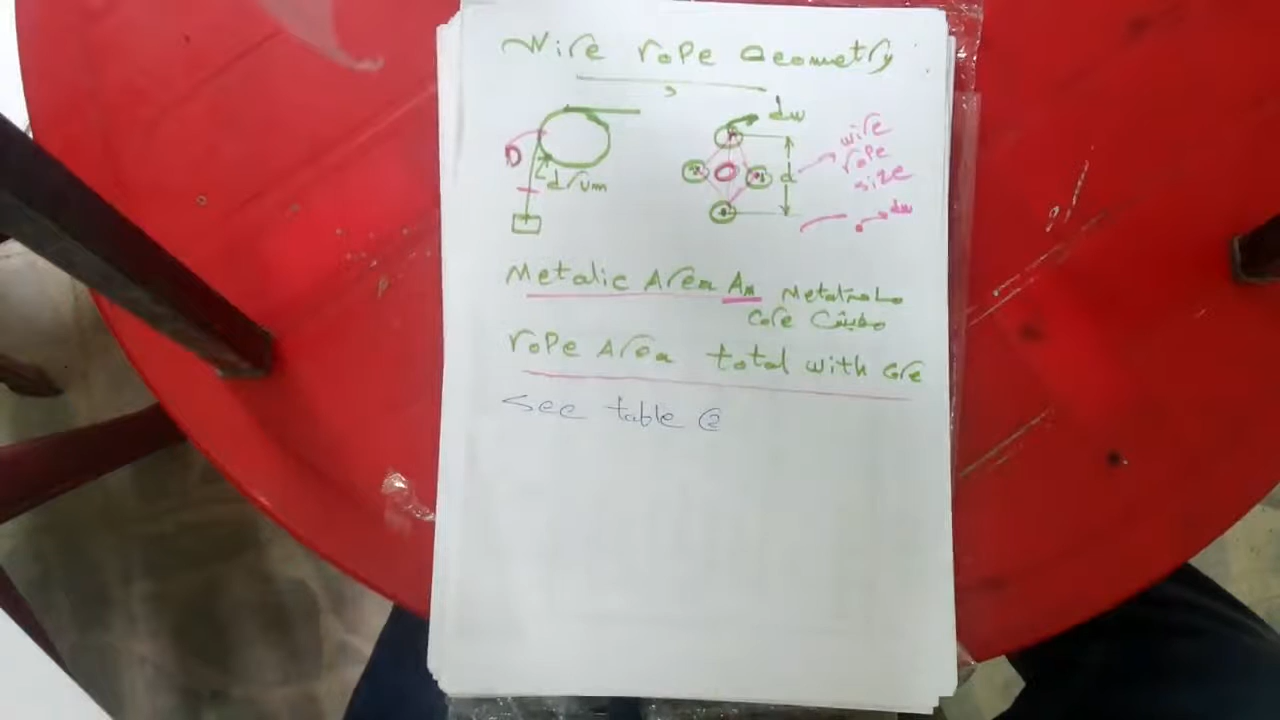 Wire rope Geometry
dw
D
drum
d
wire
rope
size
dw
Metalic Area Am
Core
rope Area total with Core
See table